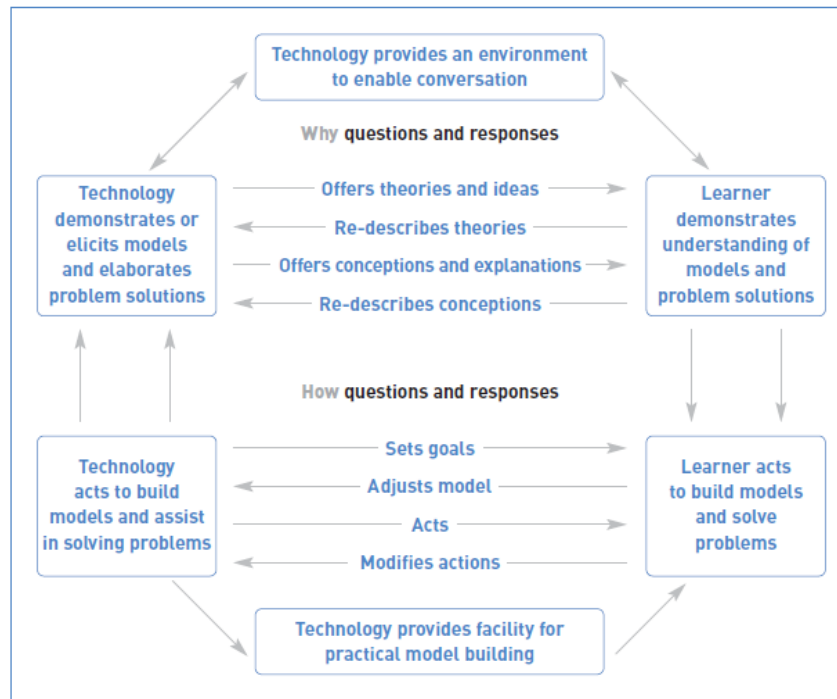 Technology provides an environment
to enable conversation
Why questions and responses
Technology
demonstrates or
elicits models
and elaborates
problem solutions
Offers theories and ideas
Re-describes theories
Offers conceptions and explanations
Re-describes conceptions
Learner
demonstrates
understanding of
models and
problem solutions
How questions and responses
Technology
acts to build
models and assist
in solving problems
Sets goals
Adjusts model
Acts
Modifies actions
Learner acts
to build models
and solve
problems
Technology provides facility for
practical model building